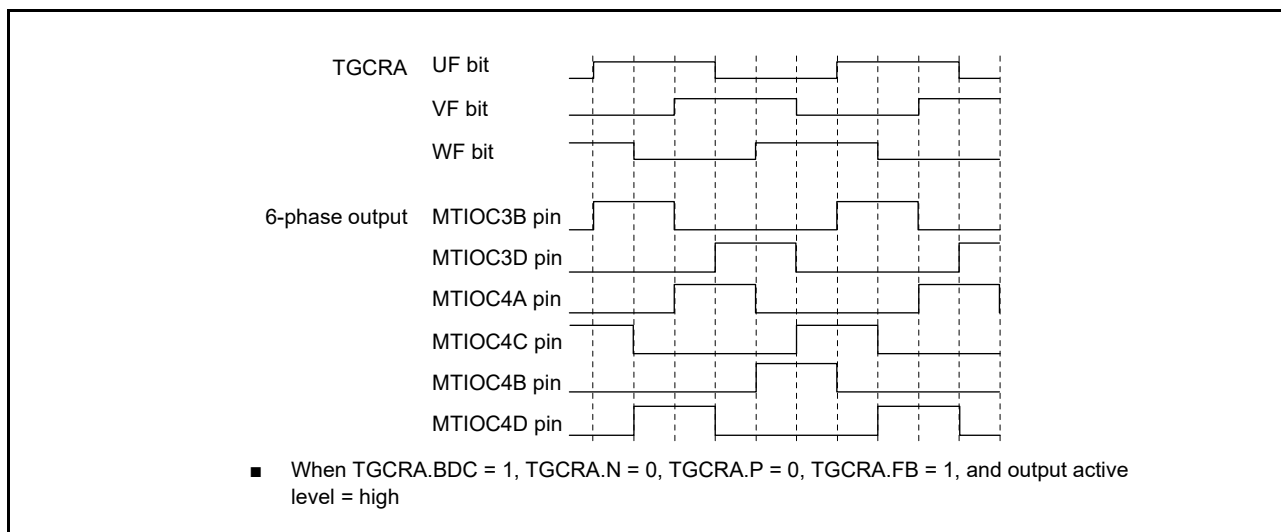 TGCRA UF bit
VF bit
WF bit
6-phase output MTIOC3B pin
MTIOC3D pin
MTIOC4A pin
MTIOC4C pin
MTIOC4B pin
MTIOC4D pin
■ When TGCRA.BDC = 1, TGCRA.N = 0, TGCRA.P = 0, TGCRA.FB = 1, and output active
level = high